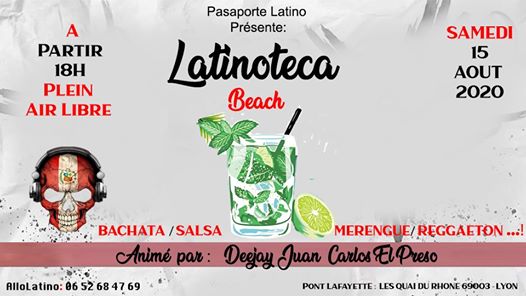 Pasaporte Latino
Présente:
Latinoteca
Beach
A
PARTIR
18H
PLEIN
AIR LIBRE
SAMEDI
15
AOUT
2020
BACHATA / SALSA
MERENGUE/ REGGAETON ...!
Animé par : Deejay Juan Carlos El Preso
AlloLatino: 06 52 68 47 69
PONT LAFAYETTE : LES QUAI DU RHONE 69003 - LYON